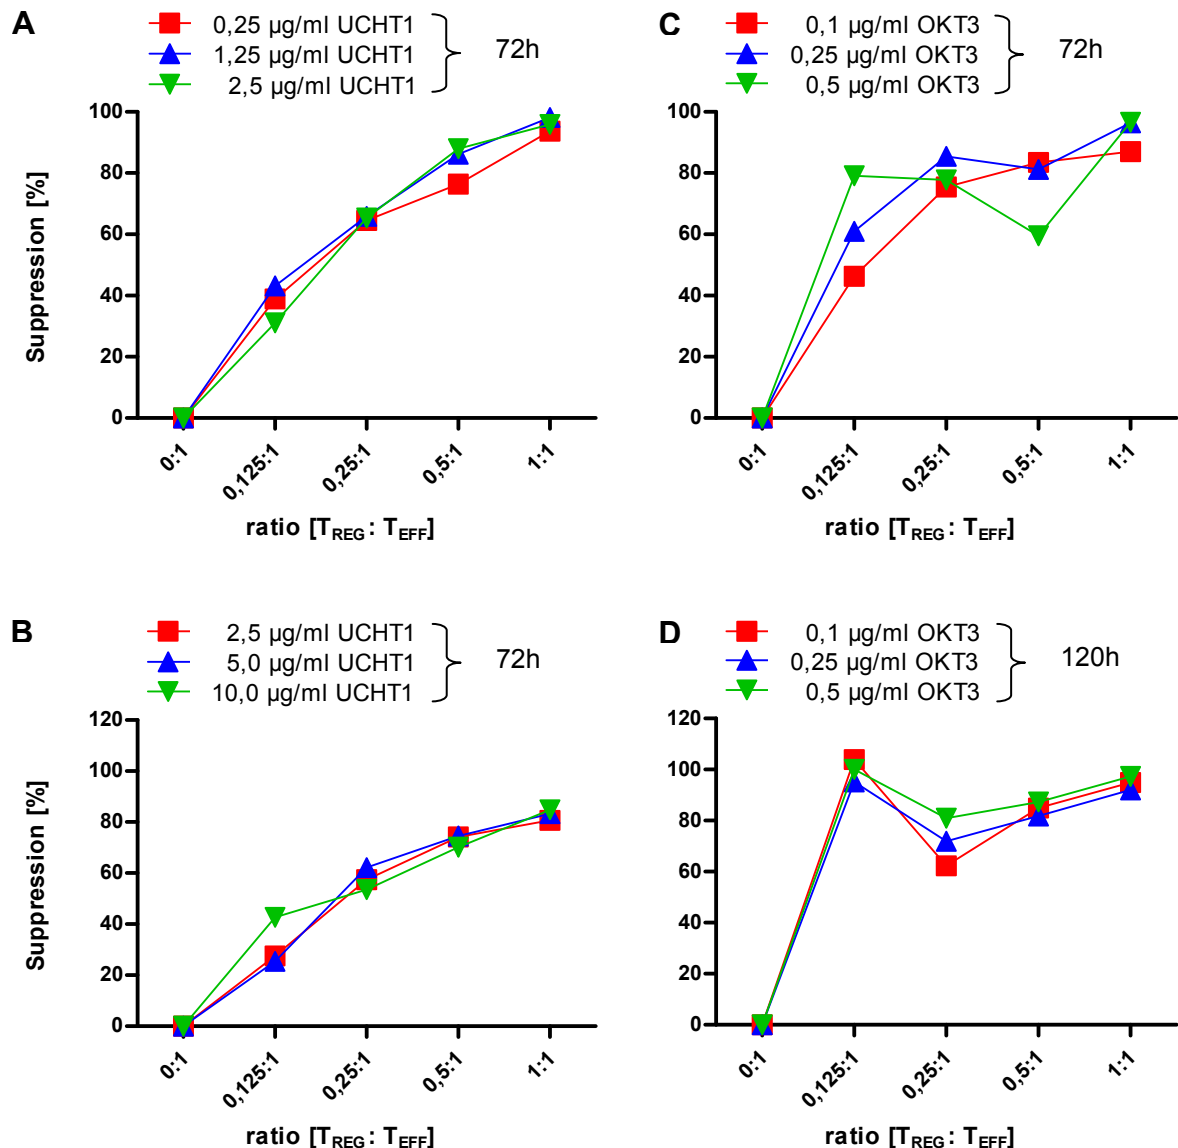 A
0,25 µg/ml UCHT1
1,25 µg/ml UCHT1
2,5 µg/ml UCHT1
72h
Suppression [%]
100
80
60
40
20
0
0:1
0,125:1
0,25:1
0,5:1
1:1
ratio [TREG : TEFF]
C
0,1 µg/ml OKT3
0,25 µg/ml OKT3
0,5 µg/ml OKT3
72h
100
80
60
40
20
0
0:1
0,125:1
0,25:1
0,5:1
1:1
ratio [TREG : TEFF]
B
2,5 µg/ml UCHT1
5,0 µg/ml UCHT1
10,0 µg/ml UCHT1
72h
Suppression [%]
120
100
80
60
40
20
0
0:1
0,125:1
0,25:1
0,5:1
1:1
ratio [TREG : TEFF]
D
0,1 µg/ml OKT3
0,25 µg/ml OKT3
0,5 µg/ml OKT3
120h
120
100
80
60
40
20
0
0:1
0,125:1
0,25:1
0,5:1
1:1
ratio [TREG : TEFF]